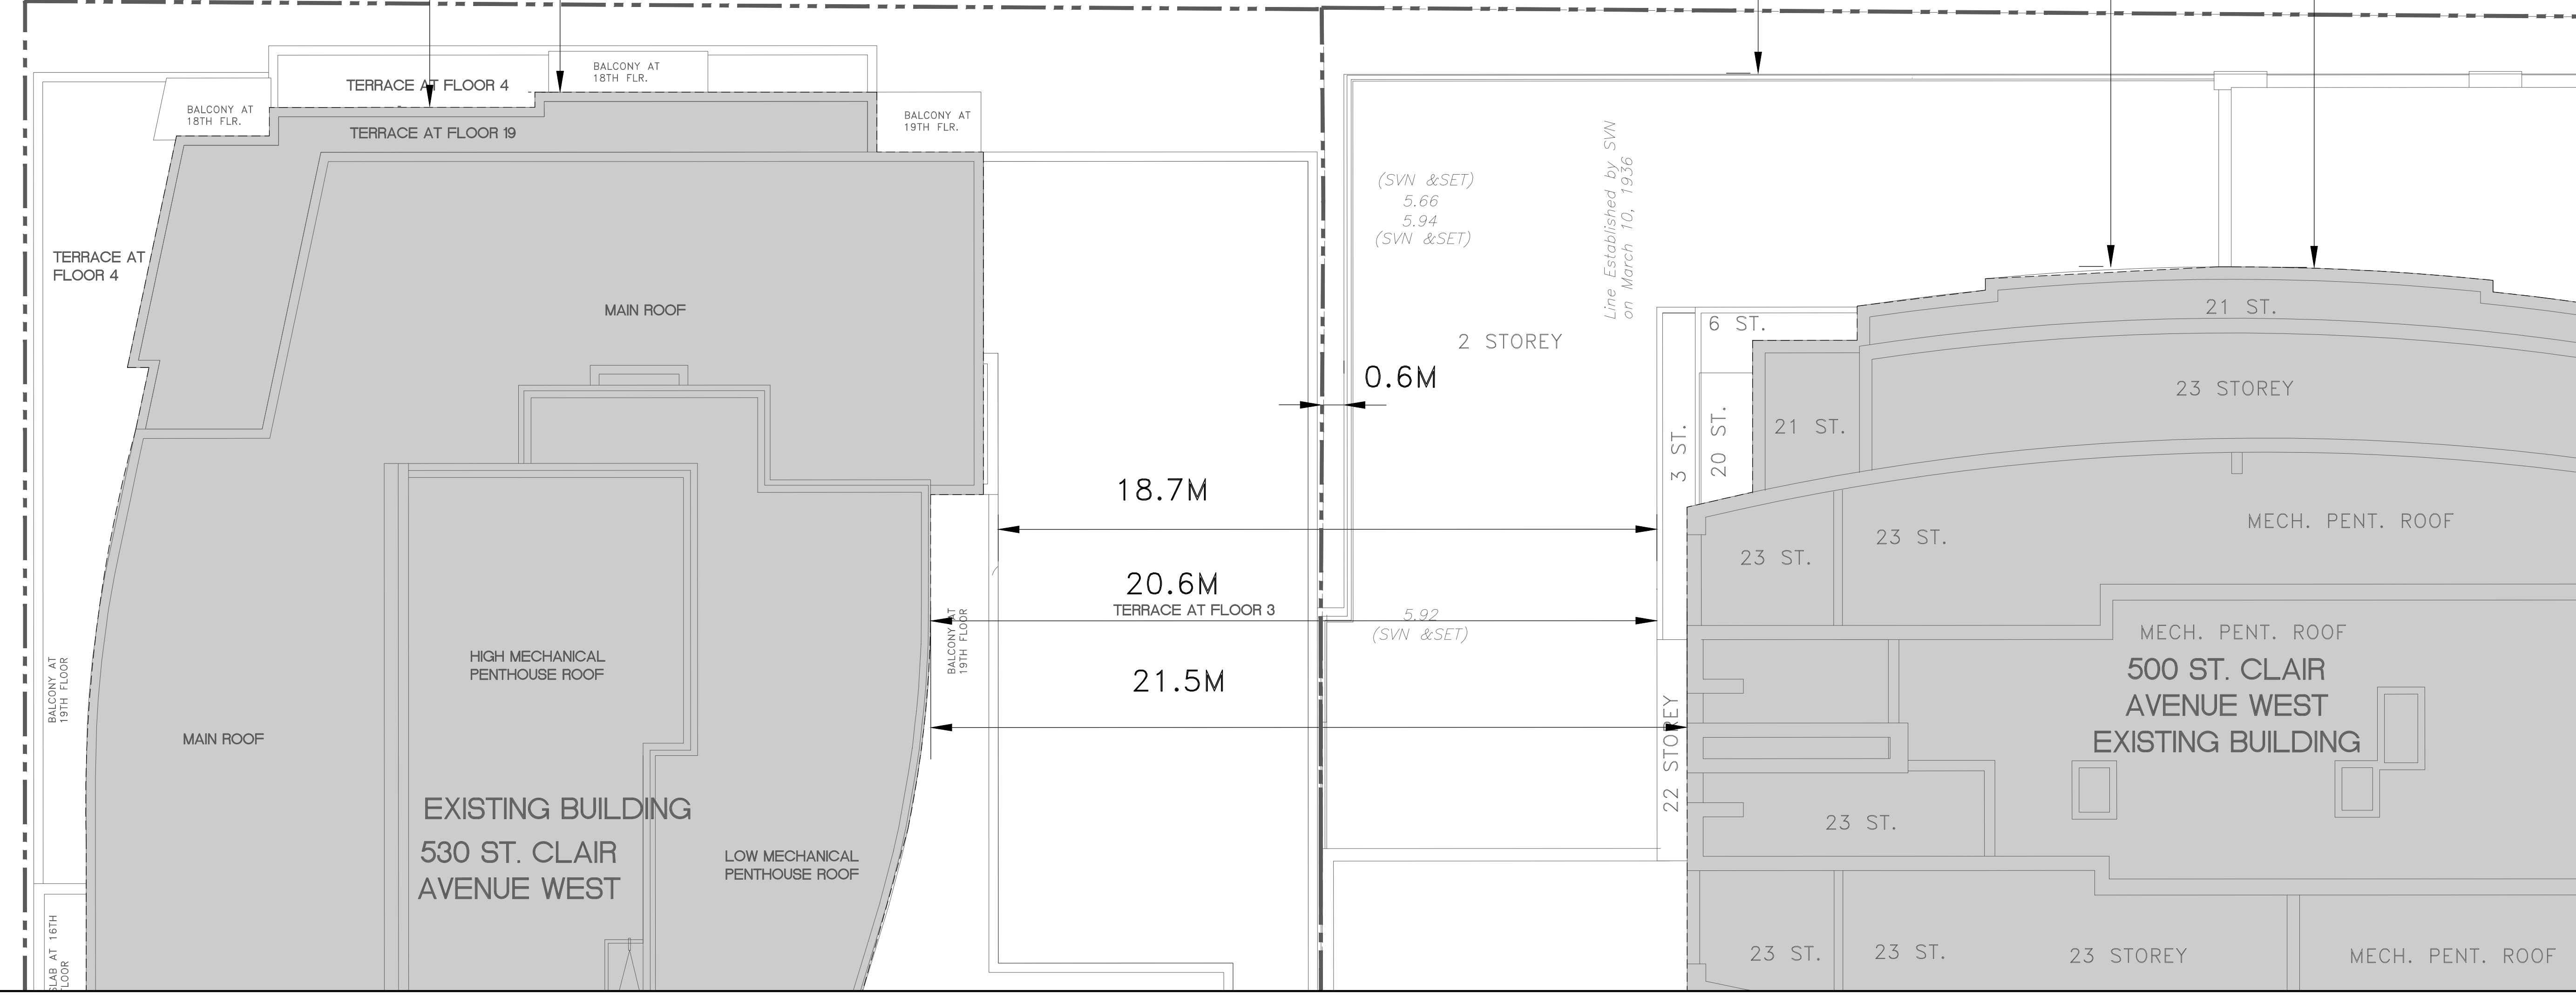 BALCONY AT
18TH FLR.
TERRACE AT FLOOR 4
BALCONY AT
18TH FLR.
BALCONY AT
19TH FLR.
TERRACE AT FLOOR 19
TERRACE AT
FLOOR 4
MAIN ROOF
HIGH MECHANICAL
PENTHOUSE ROOF
BALCONY AT
19TH FLOOR
MAIN ROOF
EXISTING BUILDING
530 ST. CLAIR
AVENUE WEST
LOW MECHANICAL
PENTHOUSE ROOF
SLAB AT 16TH
FLOOR
BALCONY AT
19TH FLOOR
18.7M
20.6M
TERRACE AT FLOOR 3
21.5M
(SVN &SET)
5.66
5.94
(SVN &SET)
Line Established by SVN
on March 10, 1936
2 STOREY
0.6M
5.92
(SVN &SET)
6 ST.
3 ST.
20 ST.
21 ST.
21 ST.
23 STOREY
MECH. PENT. ROOF
23 ST.
23 ST.
MECH. PENT. ROOF
500 ST. CLAIR
AVENUE WEST
EXISTING BUILDING
22 STOREY
23 ST.
23 ST.
23 ST.
23 STOREY
MECH. PENT. ROOF